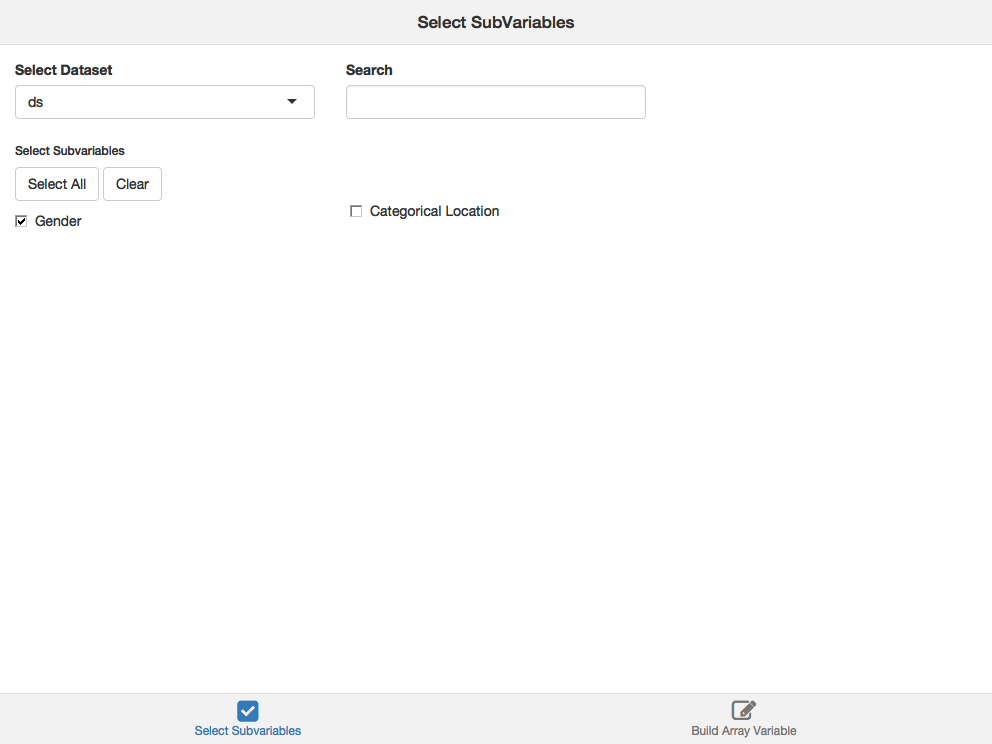 Select SubVariables
Select Dataset
Search
ds
Select Subvariables
Select All
Clear
Gender
Categorical Location
Select Subvariables
Build Array Variable